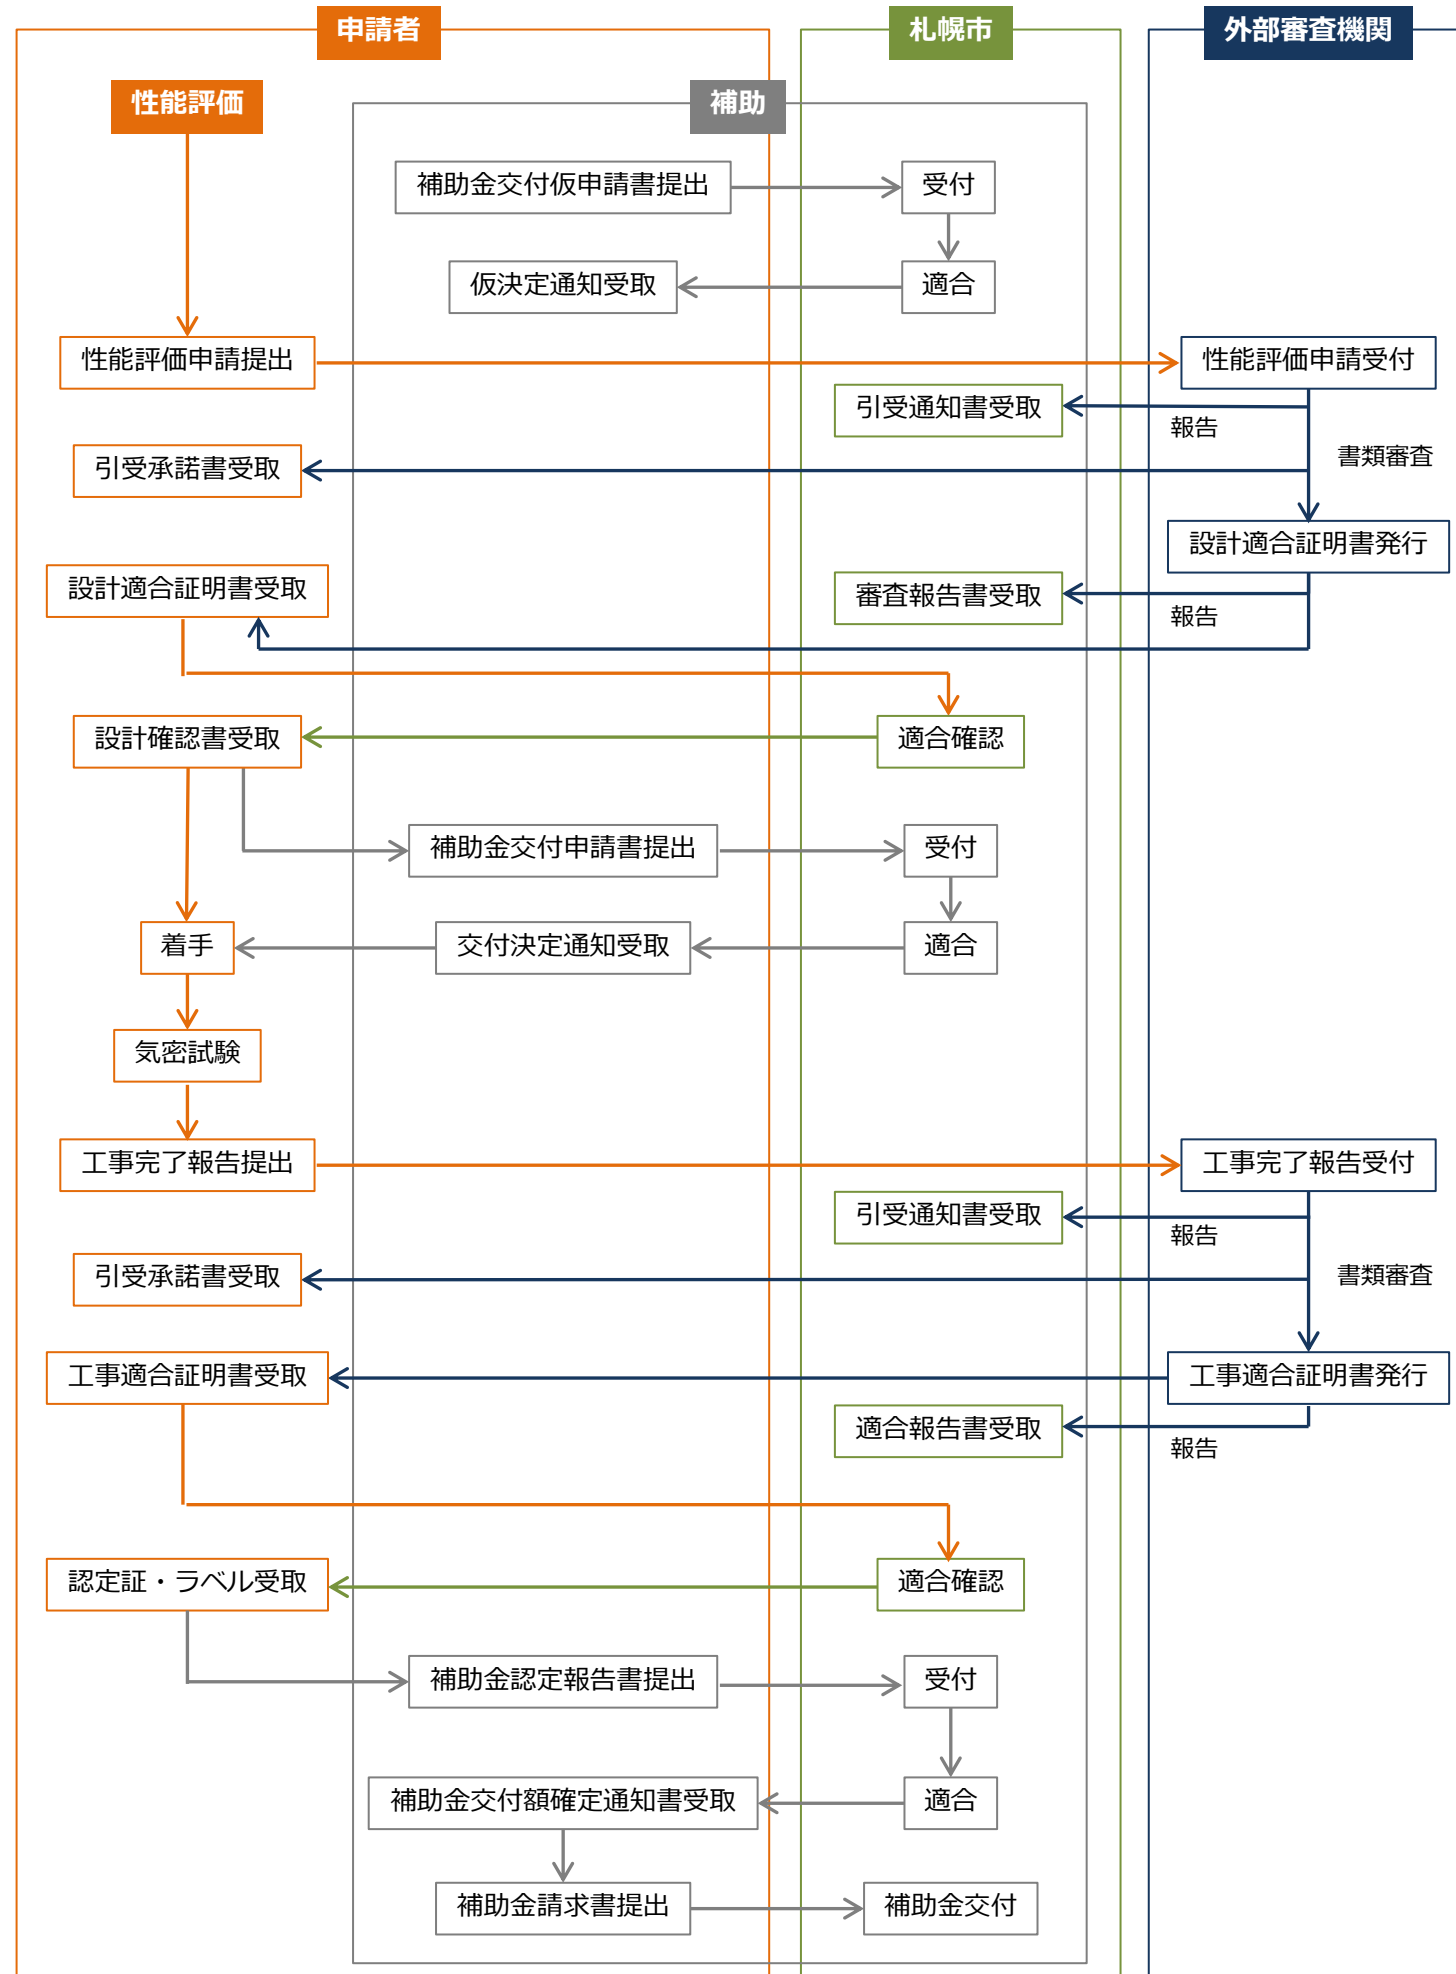 申請者
札幌市
外部審査機関
性能評価
補助
補助金交付仮申請書提出
受付
仮決定通知受取
適合
性能評価申請提出
性能評価申請受付
引受通知書受取
報告
書類審査
引受承諾書受取
設計適合証明書発行
設計適合証明書受取
審査報告書受取
報告
設計確認書受取
適合確認
補助金交付申請書提出
受付
着手
交付決定通知受取
適合
気密試験
工事完了報告提出
工事完了報告受付
引受通知書受取
報告
引受承諾書受取
書類審査
工事適合証明書受取
工事適合証明書発行
適合報告書受取
報告
認定証・ラベル受取
適合確認
補助金認定報告書提出
受付
補助金交付額確定通知書受取
適合
補助金請求書提出
補助金交付